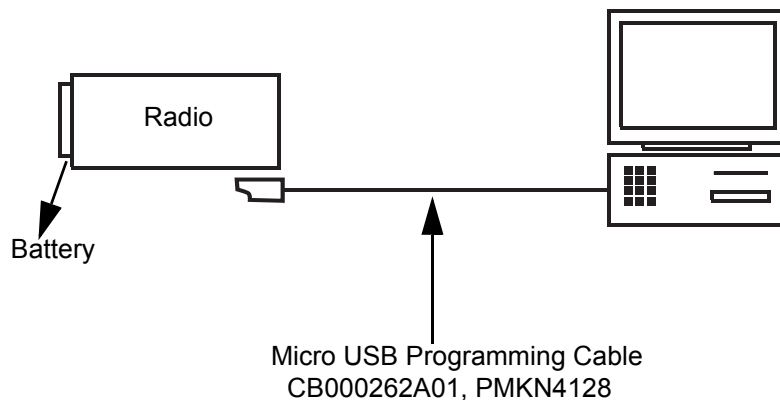 Radio
Battery
Micro USB Programming Cable
CB000262A01, PMKN4128